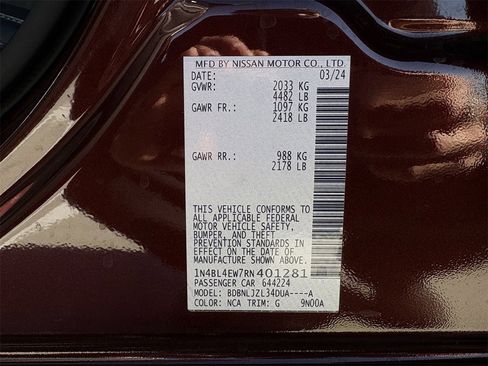 MFD BY NISSAN MOTOR CO., LTD.
DATE: 03/24
GVWR: 2033 KG
4482 LB
GAWR FR.: 1097 KG
2418 LB
GAWR RR.: 988 KG
2178 LB
THIS VEHICLE CONFORMS TO
ALL APPLICABLE FEDERAL
MOTOR VEHICLE SAFETY,
BUMPER, AND THEFT
PREVENTION STANDARDS IN
EFFECT ON THE DATE OF
MANUFACTURE SHOWN ABOVE.
1N4BL4EW7RN401281
PASSENGER CAR 644224
MODEL: BDBNLJZL34DUA----A
COLOR: NCA TRIM: G 9N00A